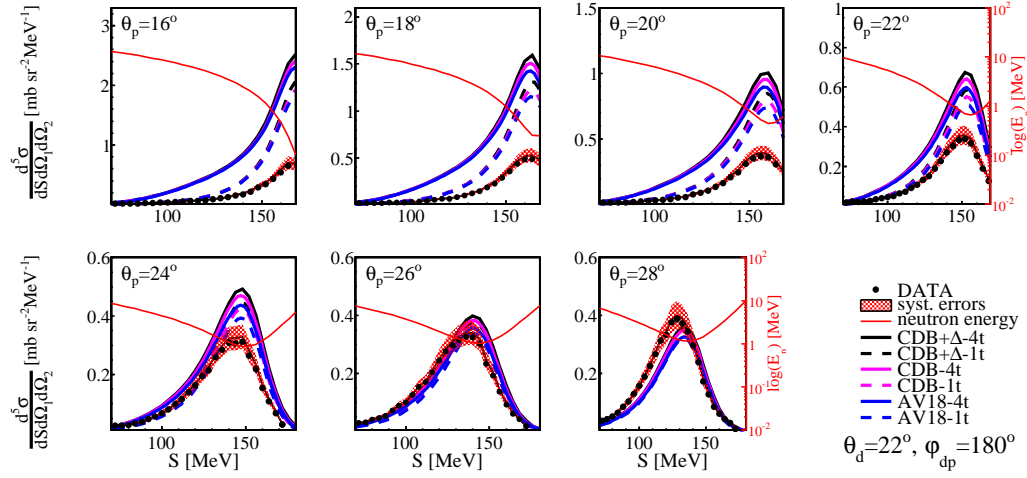 θp=16°
θp=18°
θp=20°
θp=22°
d⁵σ
dSdΩ₁dΩ₂ [mb sr⁻²MeV⁻¹]
3
2
1
100 150
2
1.5
1
0.5
100 150
1.5
1
0.5
100 150
1
0.8
0.6
0.4
0.2
100 150
10²
10
1
10⁻¹
10⁻²
log(Eₙ) [MeV]
θp=24°
θp=26°
θp=28°
d⁵σ
dSdΩ₁dΩ₂ [mb sr⁻²MeV⁻¹]
0.6
0.4
0.2
100 150
S [MeV]
0.6
0.4
0.2
100 150
S [MeV]
0.6
0.4
0.2
100 150
S [MeV]
10²
10
1
10⁻¹
10⁻²
log(Eₙ) [MeV]
DATA
syst. errors
neutron energy
CDB+Δ-4t
CDB+Δ-1t
CDB-4t
CDB-1t
AV18-4t
AV18-1t
θd=22°, φdp=180°